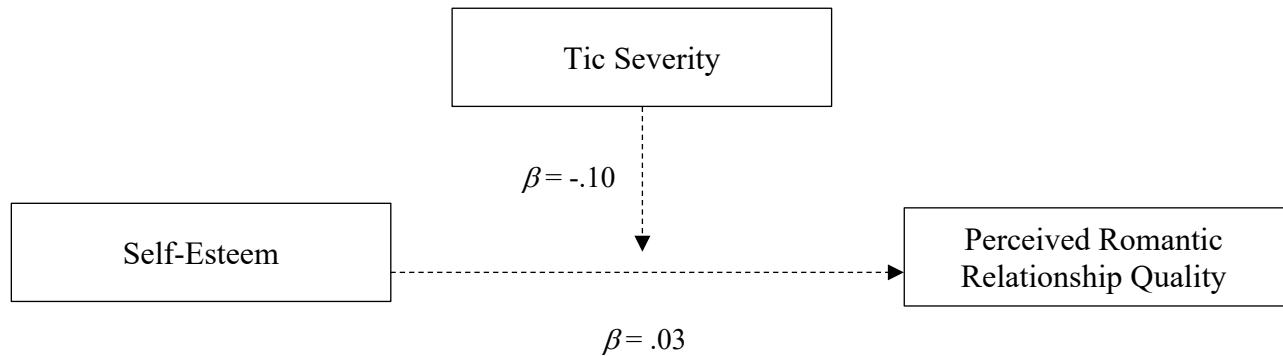 Tic Severity
β = -.10
Self-Esteem
Perceived Romantic
Relationship Quality
β = .03